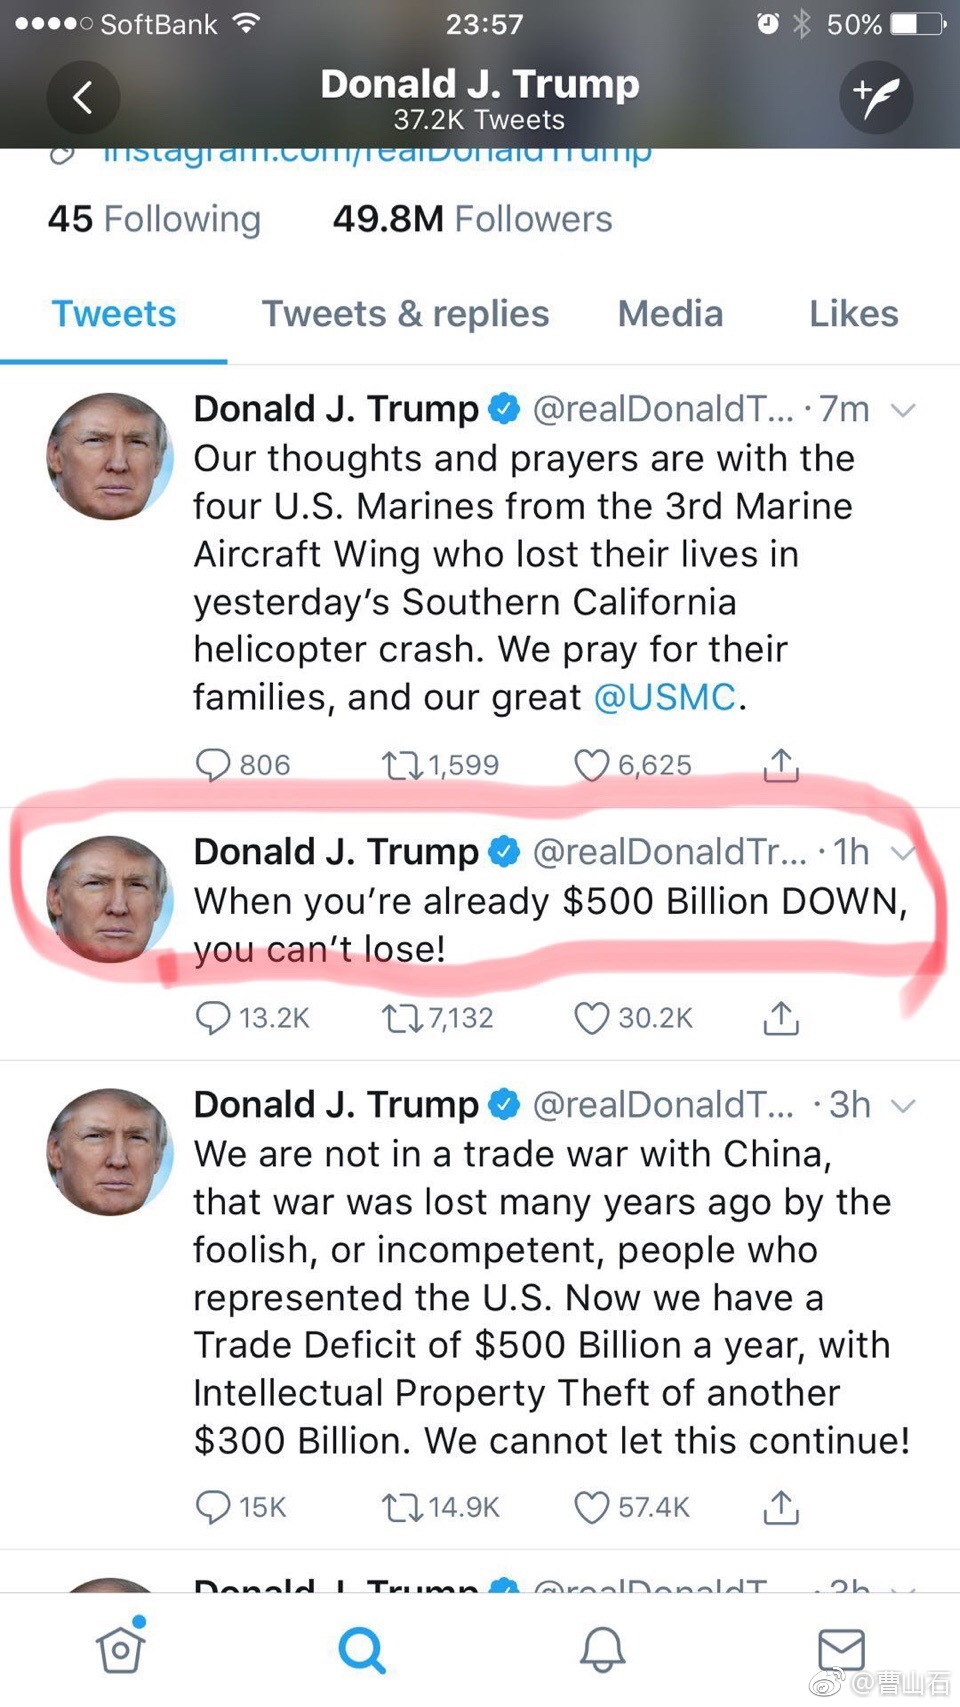 SoftBank 23:57 50%
Donald J. Trump
37.2K Tweets
instagram.com/realDonaldTrump
45 Following 49.8M Followers
Tweets Tweets & replies Media Likes
Donald J. Trump @realDonaldT... · 7m
Our thoughts and prayers are with the
four U.S. Marines from the 3rd Marine
Aircraft Wing who lost their lives in
yesterday’s Southern California
helicopter crash. We pray for their
families, and our great @USMC.
806 1,599 6,625
Donald J. Trump @realDonaldTr... · 1h
When you’re already $500 Billion DOWN,
you can’t lose!
13.2K 7,132 30.2K
Donald J. Trump @realDonaldT... · 3h
We are not in a trade war with China,
that war was lost many years ago by the
foolish, or incompetent, people who
represented the U.S. Now we have a
Trade Deficit of $500 Billion a year, with
Intellectual Property Theft of another
$300 Billion. We cannot let this continue!
15K 14.9K 57.4K
Donald J. Trump @realDonaldT...
@曹山石